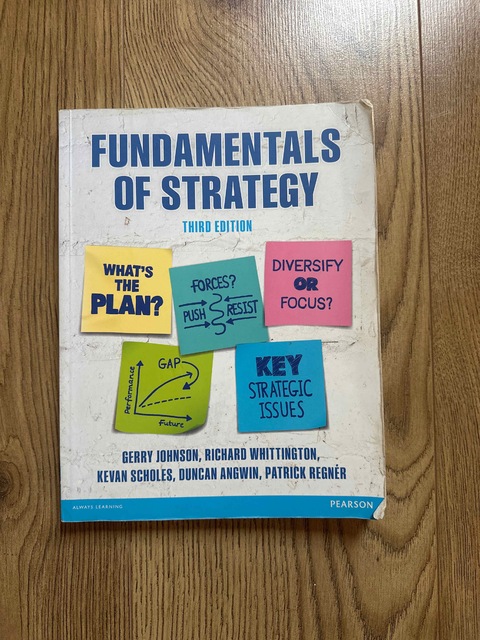 FUNDAMENTALS
OF STRATEGY
THIRD EDITION
WHAT'S
THE
PLAN?
FORCES?
PUSH RESIST
DIVERSIFY
OR
FOCUS?
GAP
Performance
Future
KEY
STRATEGIC
ISSUES
GERRY JOHNSON, RICHARD WHITTINGTON,
KEVAN SCHOLES, DUNCAN ANGWIN, PATRICK REGNÉR
ALWAYS LEARNING
PEARSON